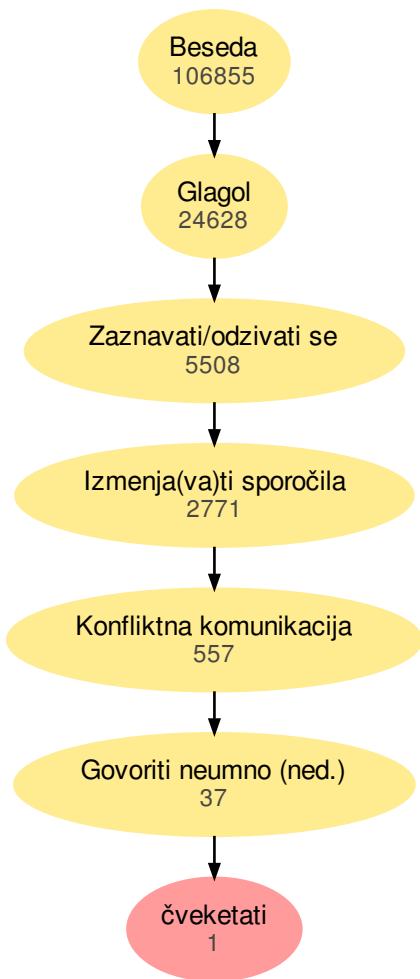 Beseda
106855
Glagol
24628
Zaznavati/odzivati se
5508
Izmenja(va)ti sporočila
2771
Konfliktna komunikacija
557
Govoriti neumno (ned.)
37
čveketati
1